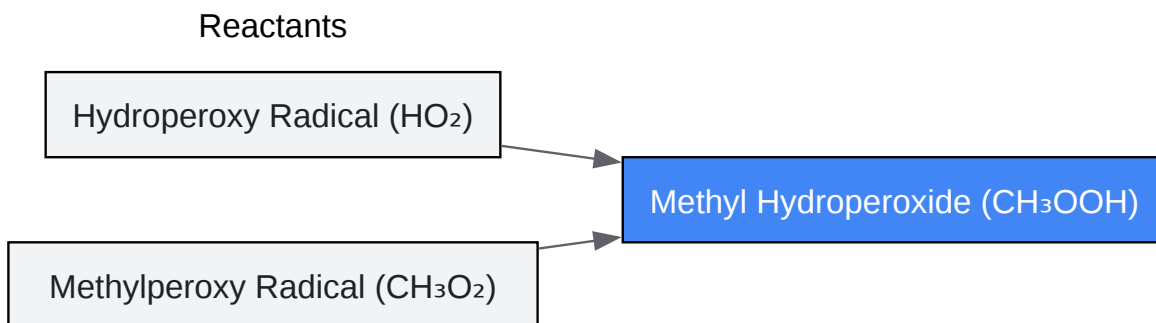 Reactants
Hydroperoxy Radical (HO₂)
Methyl Hydroperoxide (CH₃OOH)
Methylperoxy Radical (CH₃O₂)